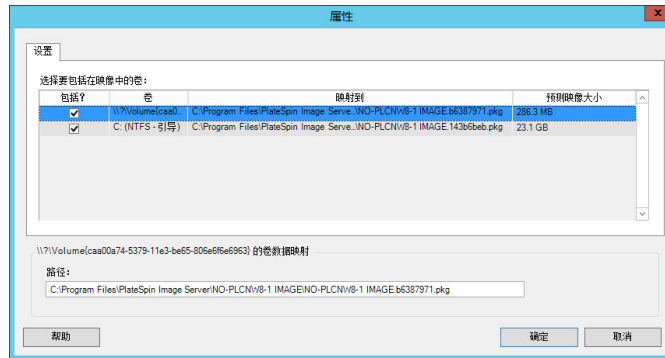 属性
x
设置
选择要包括在映像中的卷:
包括? 卷 映射到 预测映像大小
\\?\Volume{caa0.. C:\Program Files\PlateSpin Image Serve..\NO-PLCNW8-1 IMAGE.b6387971.pkg 286.3 MB
C: (NTFS - 引导) C:\Program Files\PlateSpin Image Serve..\NO-PLCNW8-1 IMAGE.143b6beb.pkg 23.1 GB
\\?\Volume{caa00a74-5379-11e3-be65-806e6f6e6963} 的卷数据映射
路径:
C:\Program Files\PlateSpin Image Server\NO-PLCNW8-1 IMAGE\NO-PLCNW8-1 IMAGE.b6387971.pkg
帮助 确定 取消